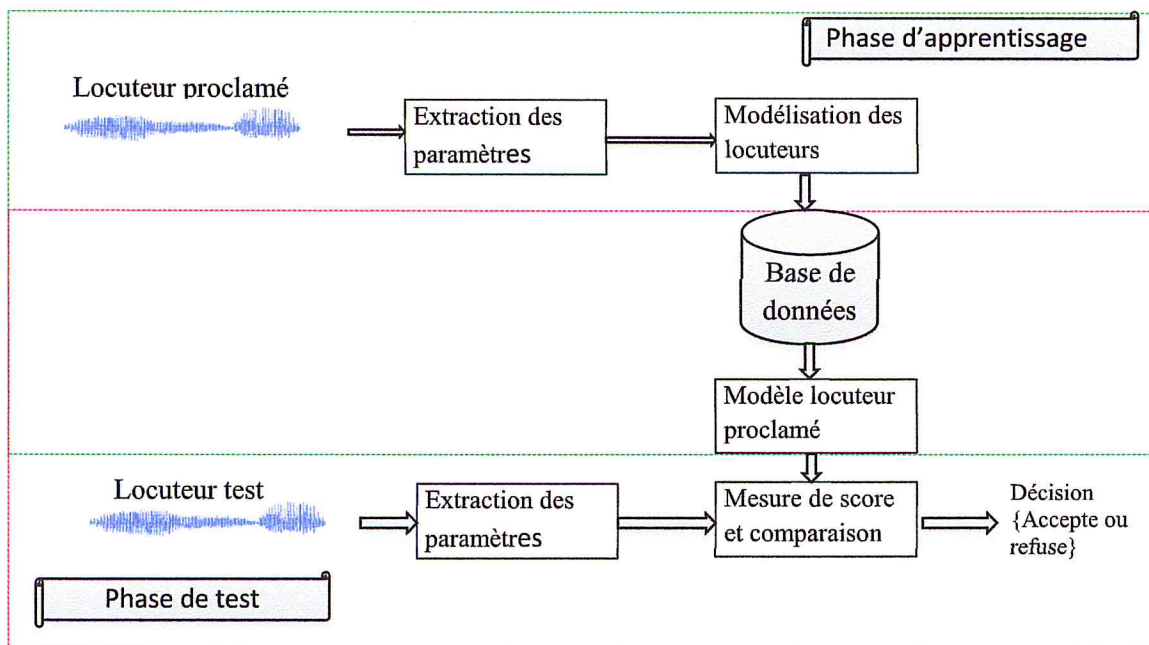 Phase d'apprentissage
Locuteur proclamé
Extraction des
paramètres
Modélisation des
locuteurs
Base de
données
Modèle locuteur
proclamé
Locuteur test
Extraction des
paramètres
Mesure de score
et comparaison
Décision
{Accepte ou
refuse}
Phase de test